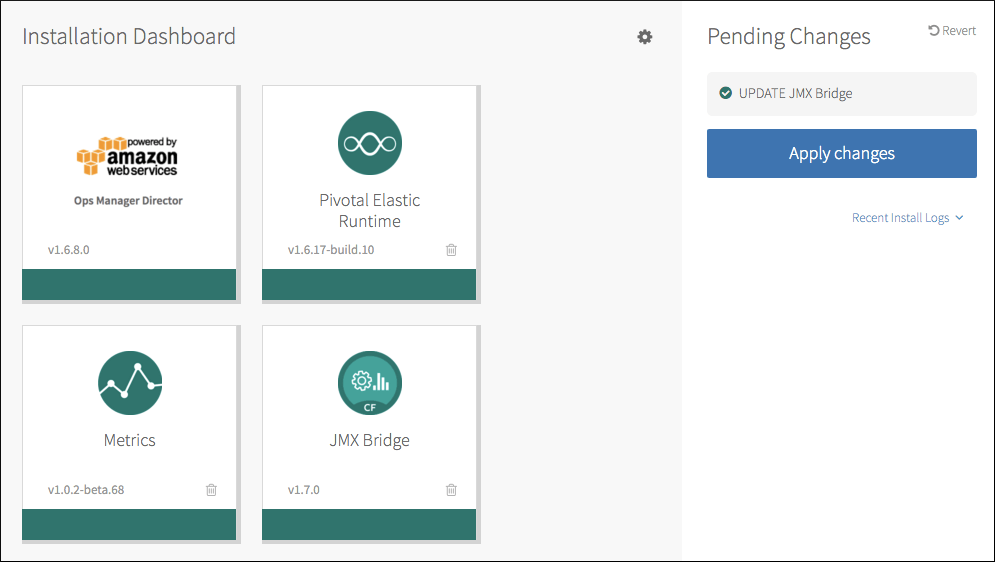 Installation Dashboard
powered by
amazon
web services
Ops Manager Director
v1.6.8.0
Pivotal Elastic
Runtime
v1.6.17-build.10
Metrics
v1.0.2-beta.68
CF
JMX Bridge
v1.7.0
Pending Changes
Revert
UPDATE JMX Bridge
Apply changes
Recent Install Logs